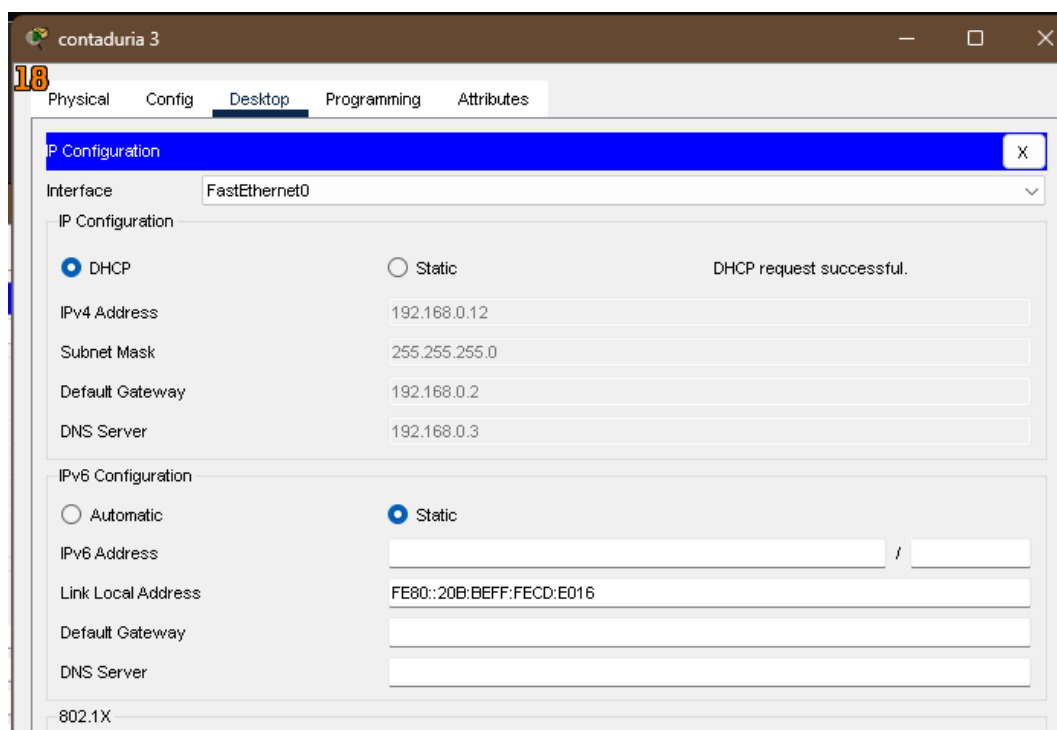 contaduria 3
18
Physical Config Desktop Programming Attributes
IP Configuration X
Interface FastEthernet0
IP Configuration
DHCP Static DHCP request successful.
IPv4 Address 192.168.0.12
Subnet Mask 255.255.255.0
Default Gateway 192.168.0.2
DNS Server 192.168.0.3
IPv6 Configuration
Automatic Static
IPv6 Address /
Link Local Address FE80::20B:BEFF:FECD:E016
Default Gateway
DNS Server
802.1X